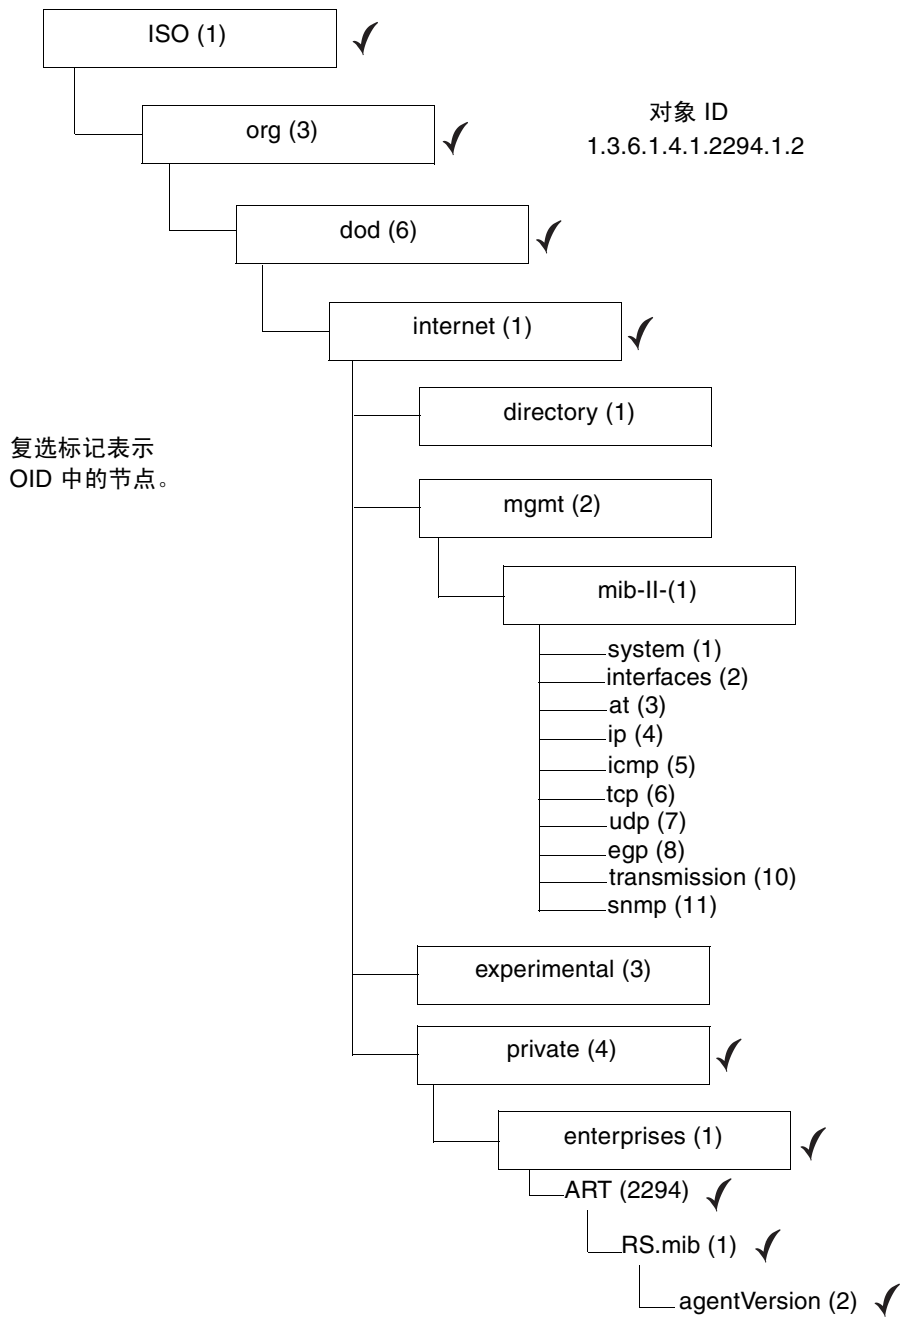 ISO (1)
org (3)
对象 ID
1.3.6.1.4.1.2294.1.2
dod (6)
internet (1)
directory (1)
复选标记表示
OID 中的节点。
mgmt (2)
mib-II-(1)
system (1)
interfaces (2)
at (3)
ip (4)
icmp (5)
tcp (6)
udp (7)
egp (8)
transmission (10)
snmp (11)
experimental (3)
private (4)
enterprises (1)
ART (2294)
RS.mib (1)
agentVersion (2)